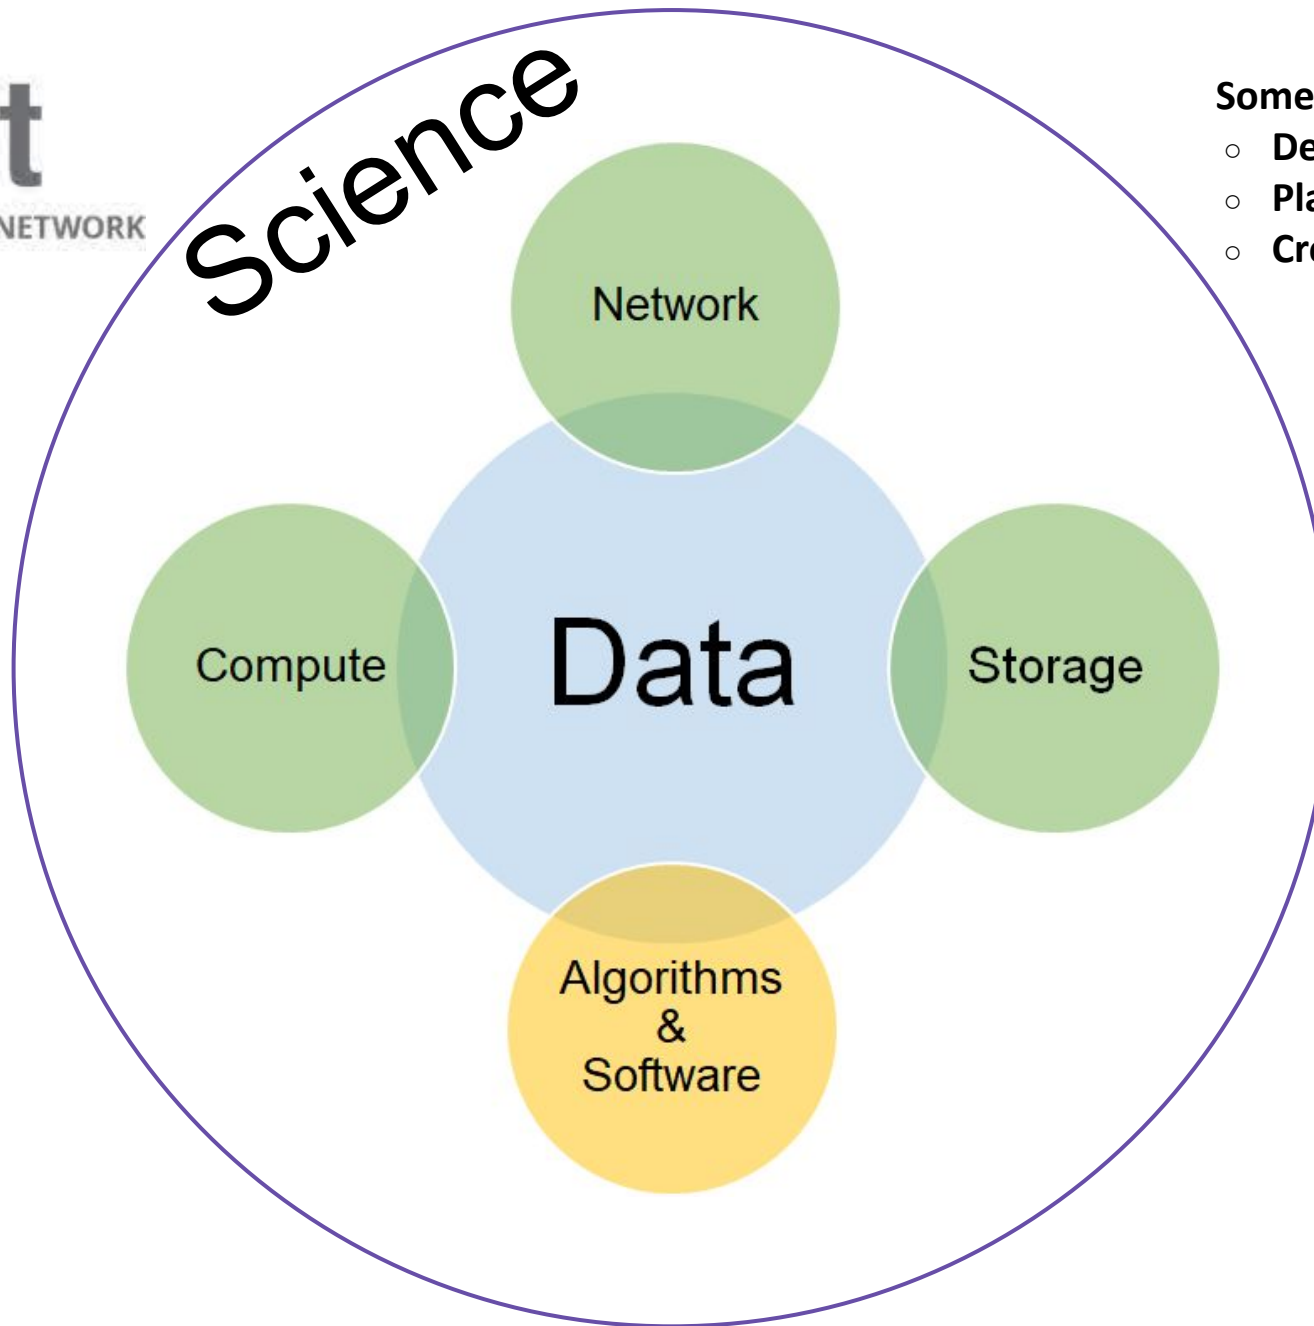 Science
NETWORK
Some
Network
Compute
Data
Storage
Algorithms
&
Software